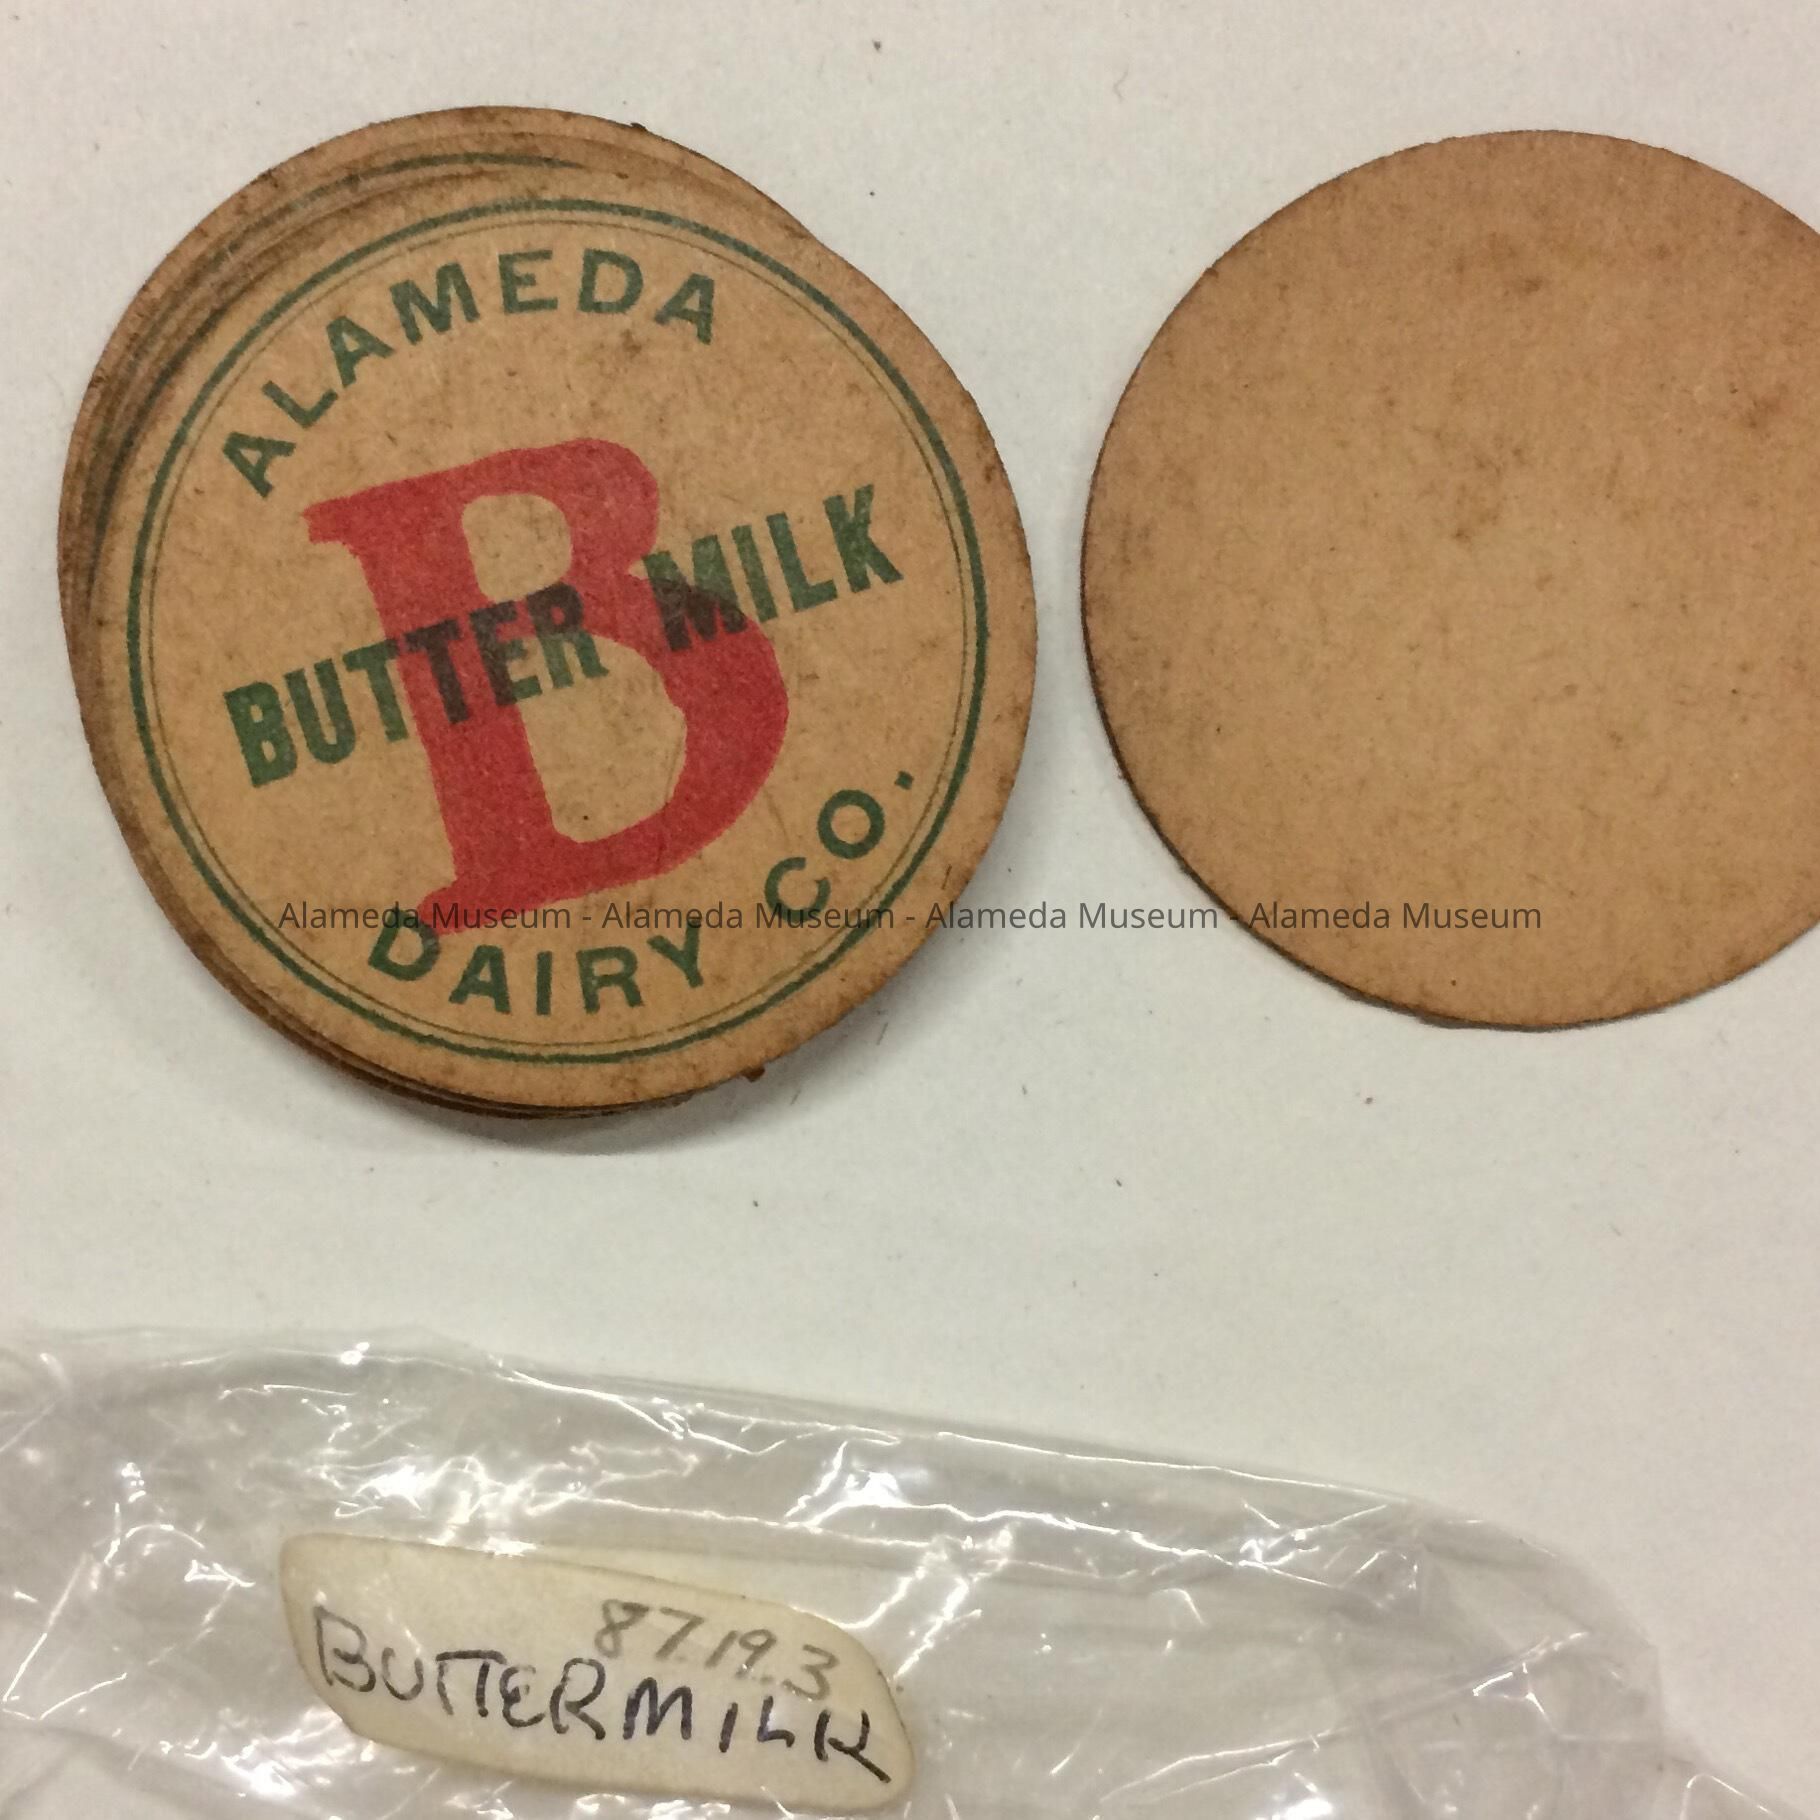 ALAMEDA
B
BUTTER MILK
DAIRY CO.
Alameda Museum - Alameda Museum - Alameda Museum - Alameda Museum
87.19.3
BUTTERMILK